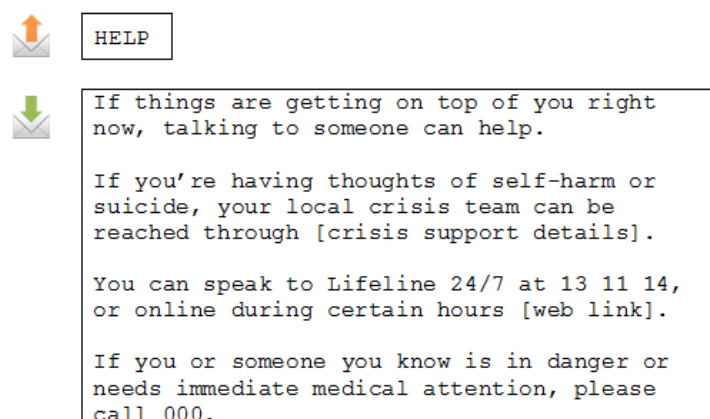 HELP
If things are getting on top of you right
now, talking to someone can help.
If you’re having thoughts of self-harm or
suicide, your local crisis team can be
reached through [crisis support details].
You can speak to Lifeline 24/7 at 13 11 14,
or online during certain hours [web link].
If you or someone you know is in danger or
needs immediate medical attention, please
call 000.